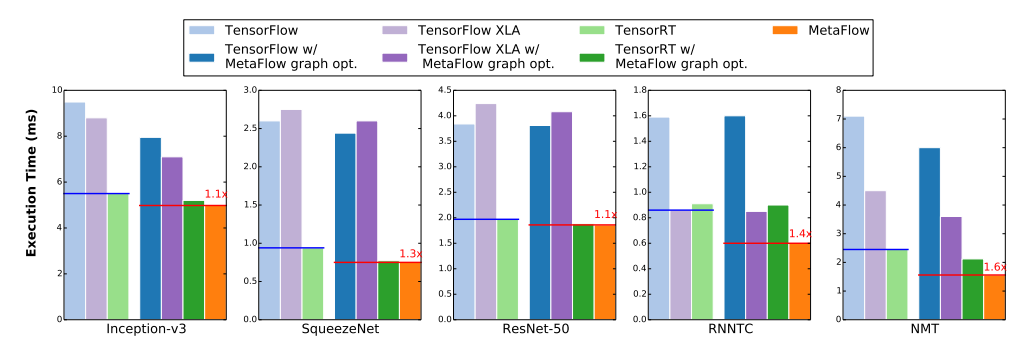 TensorFlow
TensorFlow XLA
TensorRT
MetaFlow
TensorFlow w/
MetaFlow graph opt.
TensorFlow XLA w/
MetaFlow graph opt.
TensorRT w/
MetaFlow graph opt.
Execution Time (ms)
10
8
6
4
2
0
1.1x
Inception-v3
3.0
2.5
2.0
1.5
1.0
0.5
0.0
1.3x
SqueezeNet
4.5
4.0
3.5
3.0
2.5
2.0
1.5
1.0
0.5
0.0
1.1x
ResNet-50
1.8
1.6
1.4
1.2
1.0
0.8
0.6
0.4
0.2
0.0
1.4x
RNNTC
8
7
6
5
4
3
2
1
0
1.6x
NMT